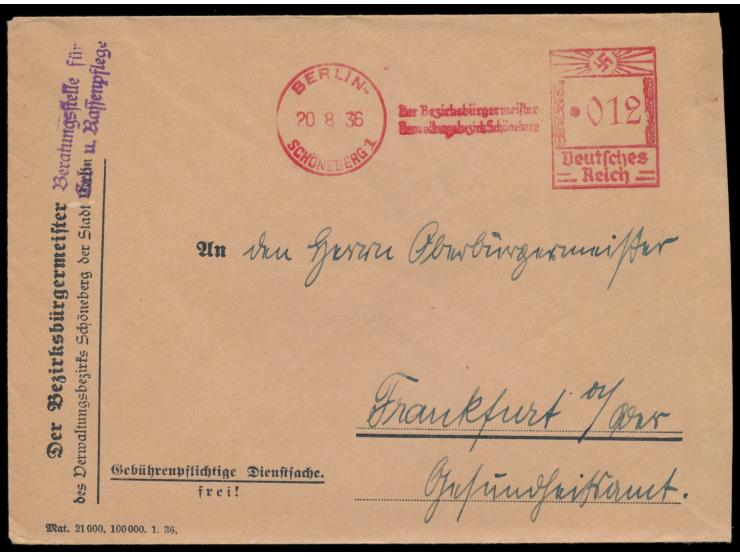 Der Bezirksbürgermeister
des Verwaltungsbezirks Schöneberg der Stadt Berlin
Beratungsstelle für
Erb- u. Rassenpflege
BERLIN-
20 8 36
SCHÖNEBERG 1
Der Bezirksbürgermeister
Verwaltungsbezirk Schöneberg
012
Deutsches
Reich
An den Herrn Oberbürgermeister
Frankfurt o/Oder
Gesundheitsamt.
Gebührenpflichtige Dienstsache.
frei!
Mat. 21000. 100000. 1. 36.